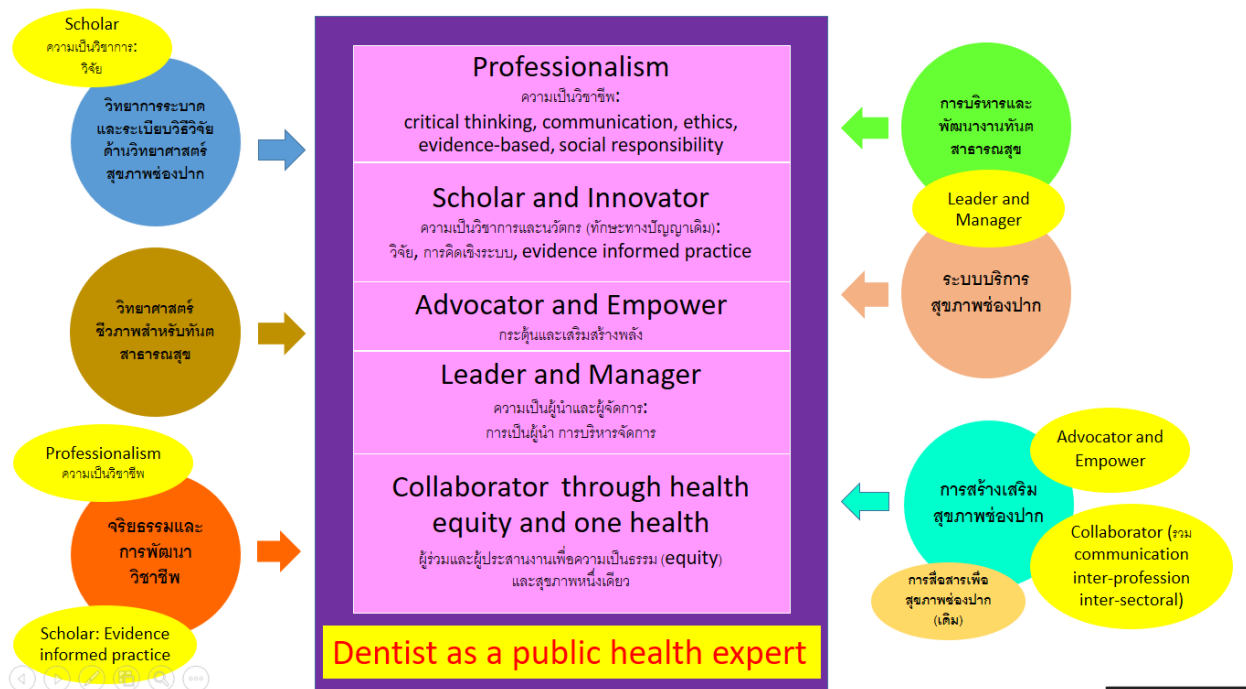 Scholar
ความเป็นวิชาการ:
วิจัย
วิทยาการระบาด
และระเบียบวิธีวิจัย
ด้านวิทยาศาสตร์
สุขภาพช่องปาก
วิทยาศาสตร์
ชีวภาพสำหรับทันต
สาธารณสุข
Professionalism
ความเป็นวิชาชีพ
จริยธรรมและ
การพัฒนา
วิชาชีพ
Scholar: Evidence
informed practice
Professionalism
ความเป็นวิชาชีพ:
critical thinking, communication, ethics,
evidence-based, social responsibility
Scholar and Innovator
ความเป็นวิชาการและนวัตกร (ทักษะทางปัญญาเดิม):
วิจัย, การคิดเชิงระบบ, evidence informed practice
Advocator and Empower
กระตุ้นและเสริมสร้างพลัง
Leader and Manager
ความเป็นผู้นำและผู้จัดการ:
การเป็นผู้นำ การบริหารจัดการ
Collaborator through health
equity and one health
ผู้ร่วมและผู้ประสานงานเพื่อความเป็นธรรม (equity)
และสุขภาพหนึ่งเดียว
Dentist as a public health expert
การบริหารและ
พัฒนางานทันต
สาธารณสุข
Leader and
Manager
ระบบบริการ
สุขภาพช่องปาก
Advocator and
Empower
การสร้างเสริม
สุขภาพช่องปาก
Collaborator (รวม
communication
inter-profession
inter-sectoral)
การสื่อสารเพื่อ
สุขภาพช่องปาก
(เดิม)